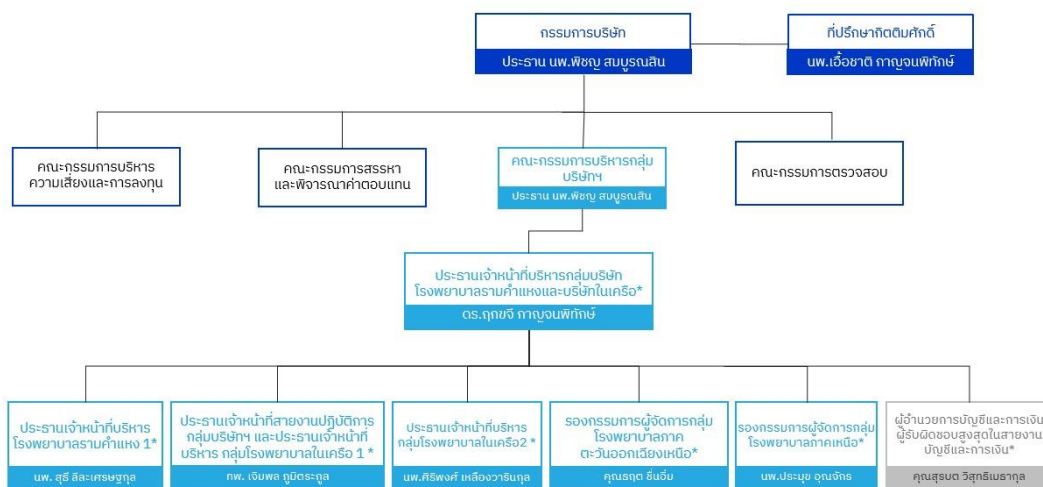 กรรมการบริษัท
ประธาน นพ.พิชญ สมบูรณสิน
ที่ปรึกษากิตติมศักดิ์
นพ.เอื้อชาติ กาญจนพิทักษ์
คณะกรรมการบริหาร
ความเสี่ยงและการลงทุน
คณะกรรมการสรรหา
และพิจารณาค่าตอบแทน
คณะกรรมการบริหารกลุ่ม
บริษัทฯ
ประธาน นพ.พิชญ สมบูรณสิน
คณะกรรมการตรวจสอบ
ประธานเจ้าหน้าที่บริหารกลุ่มบริษัท
โรงพยาบาลรามคำแหงและบริษัทในเครือ*
ดร.ฤกขจี กาญจนพิทักษ์
ประธานเจ้าหน้าที่บริหาร
โรงพยาบาลรามคำแหง 1*
นพ. สุธี ลีละเศรษฐกุล
ประธานเจ้าหน้าที่สายงานปฏิบัติการ
กลุ่มบริษัทฯ และประธานเจ้าหน้าที่
บริหาร กลุ่มโรงพยาบาลในเครือ 1 *
ทพ. เจิมพล ภูมิตระกูล
ประธานเจ้าหน้าที่บริหาร
กลุ่มโรงพยาบาลในเครือ2 *
นพ.ศิริพงศ์ เหลืองวารินกุล
รองกรรมการผู้จัดการกลุ่ม
โรงพยาบาลภาค
ตะวันออกเฉียงเหนือ*
คุณธฤต ชื่นอิ่ม
รองกรรมการผู้จัดการกลุ่ม
โรงพยาบาลภาคเหนือ*
นพ.ประมุข อุณจักร
ผู้อำนวยการบัญชีและการเงิน
ผู้รับผิดชอบสูงสุดในสายงาน
บัญชีและการเงิน*
คุณสุรบถ วิสุทธิเมธากุล